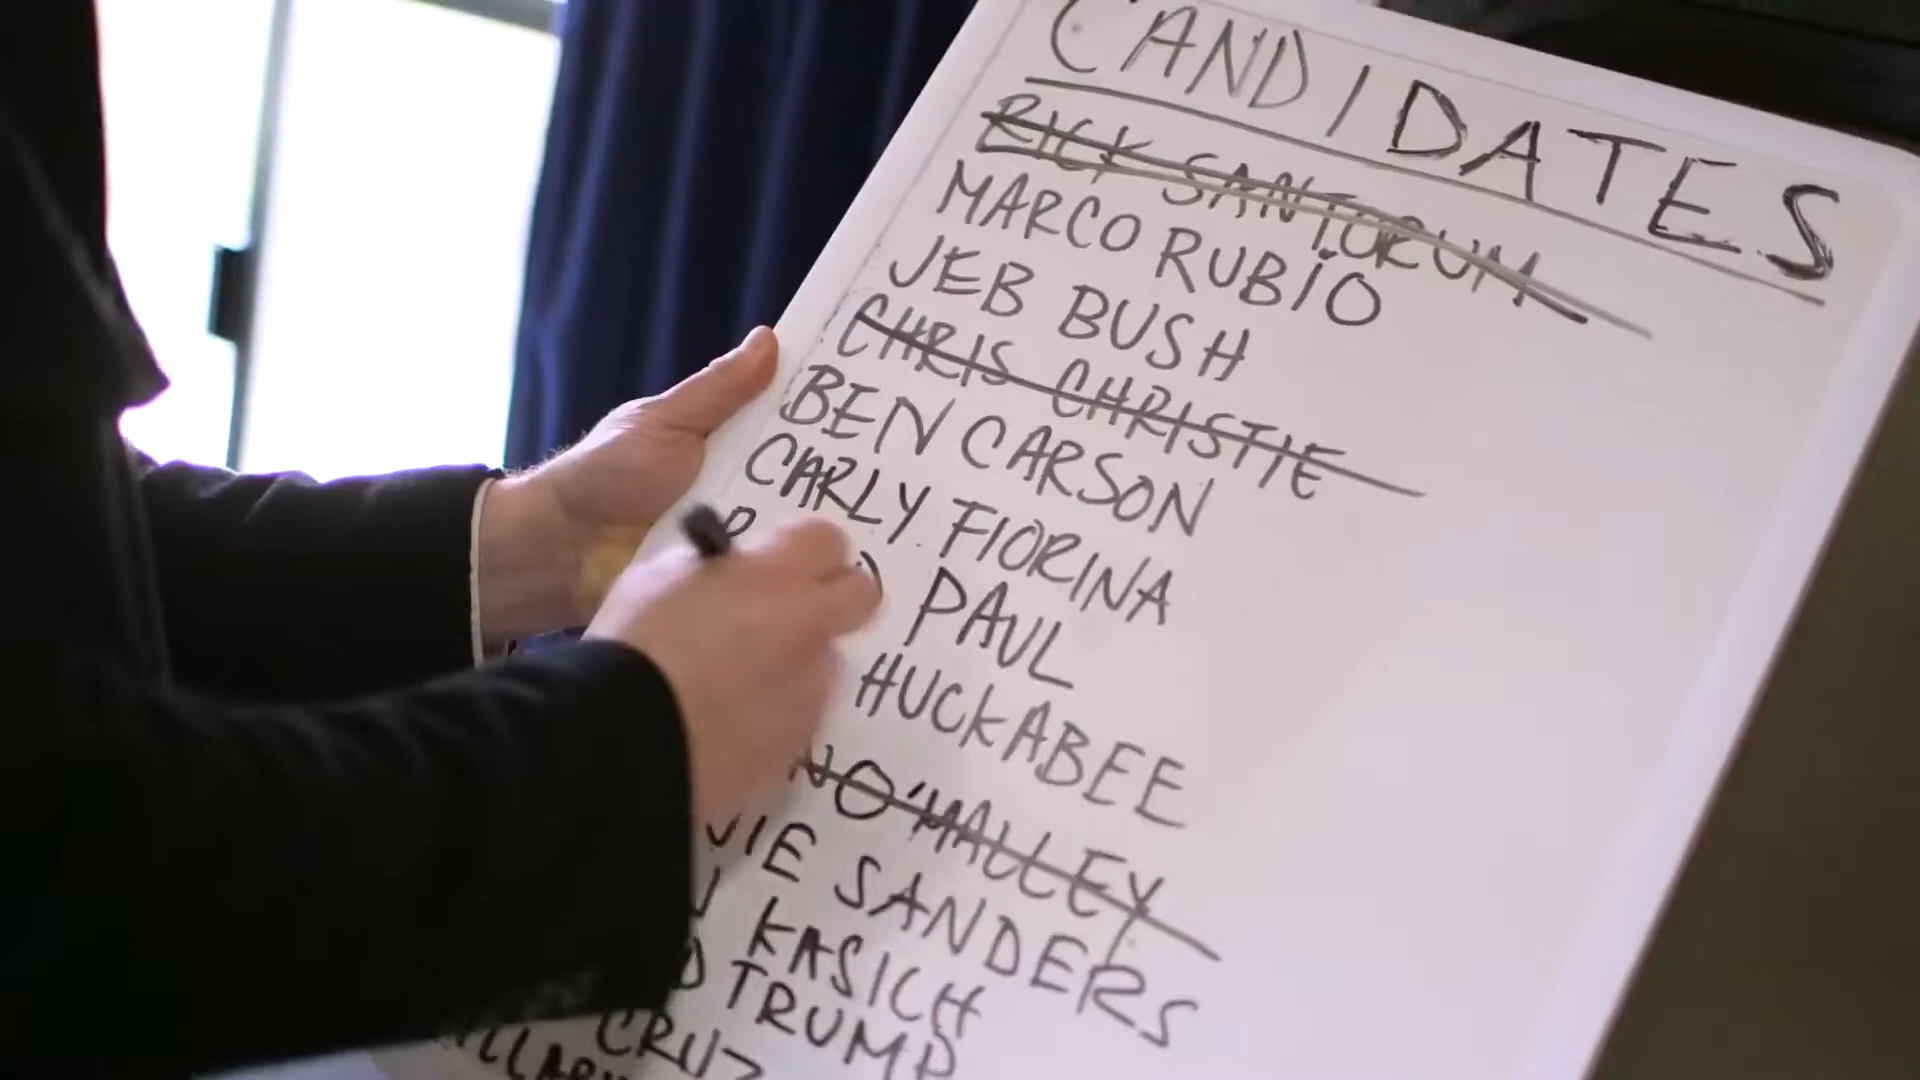 CANDIDATES
RICK SANTORUM
MARCO RUBIO
JEB BUSH
CHRIS CHRISTIE
BEN CARSON
CARLY FIORINA
PAUL
HUCKABEE
O'MALLEY
SANDERS
KASICH
TRUMP
CRUZ